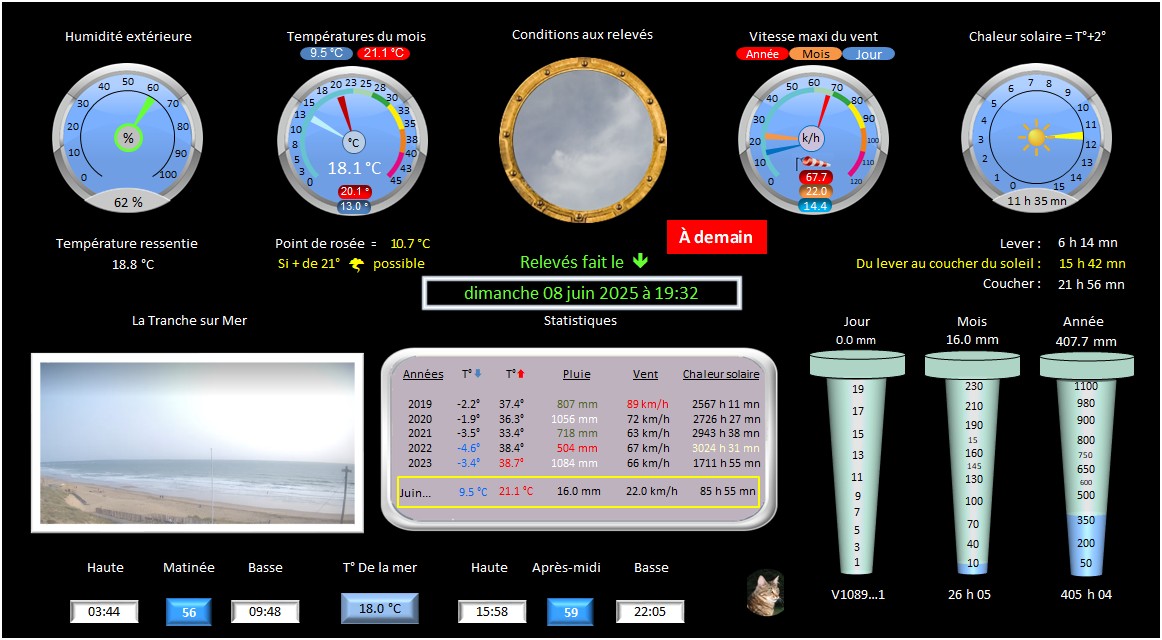 Humidité extérieure
40 50 60
30 70
20 80
10 90
0 100
%
62 %
Températures du mois
9.5 °C 21.1 °C
18 20 23 25 28
15 30
13 33
10 35
8 38
5 40
3 43
0 45
°C
18.1 °C
20.1 °
13.0 °
Conditions aux relevés
Vitesse maxi du vent
Année Mois Jour
50 60 70
40 80
30 90
20 100
10 110
0 120
k/h
67.7
22.0
14.4
Chaleur solaire = T°+2°
6 7 8 9
5 10
4 11
3 12
2 13
1 14
0 15
11 h 35 mn
Température ressentie
18.8 °C
Point de rosée = 10.7 °C
Si + de 21° possible
À demain
Relevés fait le
dimanche 08 juin 2025 à 19:32
Lever : 6 h 14 mn
Du lever au coucher du soleil : 15 h 42 mn
Coucher : 21 h 56 mn
La Tranche sur Mer
Statistiques
Années T° T° Pluie Vent Chaleur solaire
2019 -2.2° 37.4° 807 mm 89 km/h 2567 h 11 mn
2020 -1.9° 36.3° 1056 mm 72 km/h 2726 h 27 mn
2021 -3.5° 33.4° 718 mm 63 km/h 2943 h 38 mn
2022 -4.6° 38.4° 504 mm 67 km/h 3024 h 31 mn
2023 -3.4° 38.7° 1084 mm 66 km/h 1711 h 55 mn
Juin... 9.5 °C 21.1 °C 16.0 mm 22.0 km/h 85 h 55 mn
Jour
0.0 mm
19
17
15
13
11
9
7
5
3
1
V1089...1
Mois
16.0 mm
230
210
190
15
160
145
130
100
70
40
10
26 h 05
Année
407.7 mm
1100
980
900
800
750
650
600
500
350
200
50
405 h 04
Haute Matinée Basse T° De la mer Haute Après-midi Basse
03:44 56 09:48 18.0 °C 15:58 59 22:05